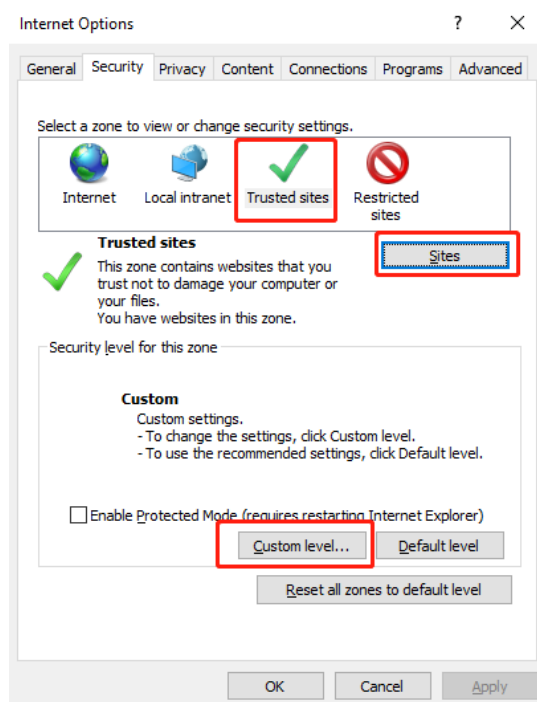 Internet Options ? ×
General Security Privacy Content Connections Programs Advanced
Select a zone to view or change security settings.
Internet Local intranet Trusted sites Restricted
sites
Trusted sites
Sites
This zone contains websites that you
trust not to damage your computer or
your files.
You have websites in this zone.
Security level for this zone
Custom
Custom settings.
- To change the settings, click Custom level.
- To use the recommended settings, click Default level.
Enable Protected Mode (requires restarting Internet Explorer)
Custom level... Default level
Reset all zones to default level
OK Cancel Apply